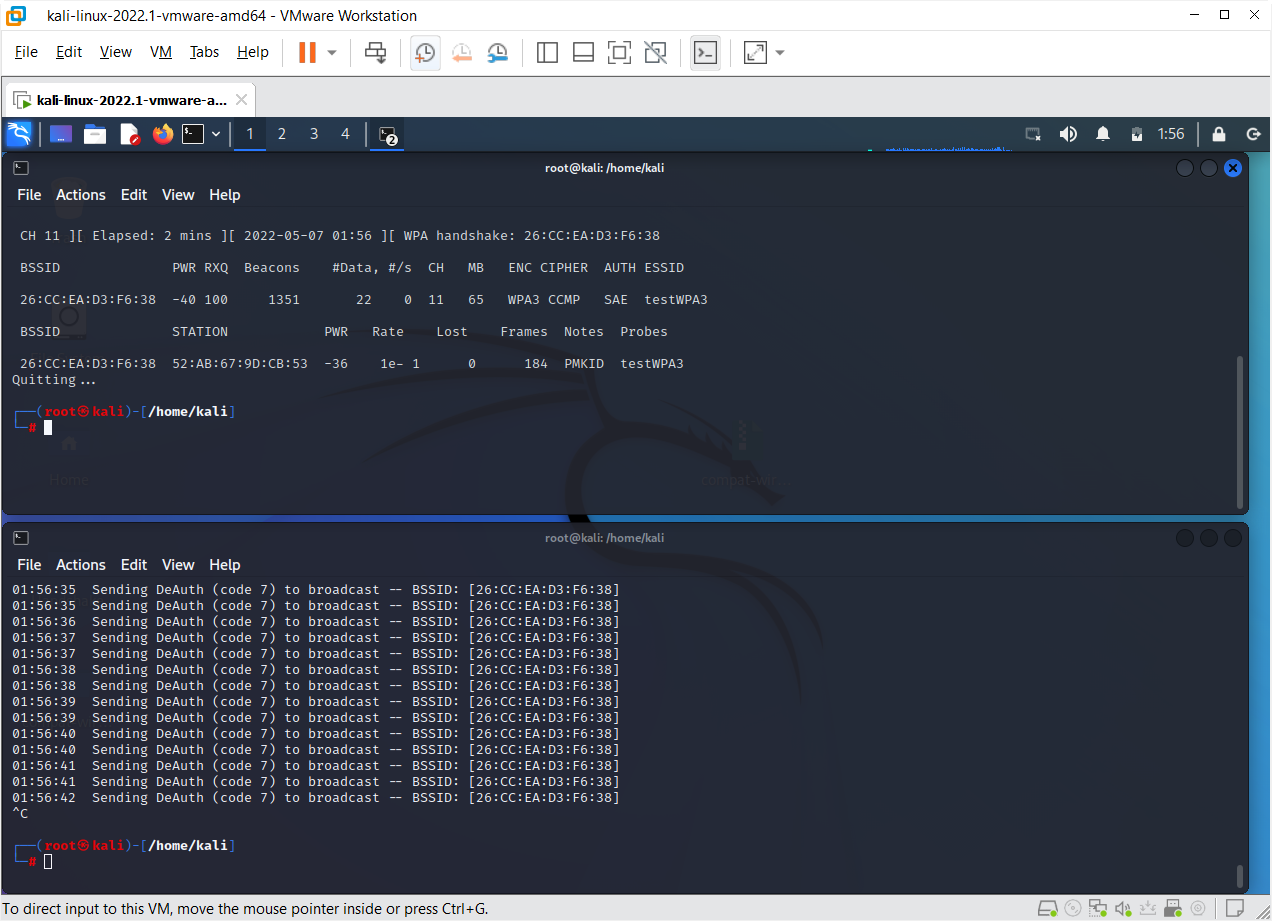 kali-linux-2022.1-vmware-amd64 - VMware Workstation
File Edit View VM Tabs Help
kali-linux-2022.1-vmware-a...
1 2 3 4 2 1:56
root@kali: /home/kali
File Actions Edit View Help
CH 11 ][ Elapsed: 2 mins ][ 2022-05-07 01:56 ][ WPA handshake: 26:CC:EA:D3:F6:38
BSSID PWR RXQ Beacons #Data, #/s CH MB ENC CIPHER AUTH ESSID
26:CC:EA:D3:F6:38 -40 100 1351 22 0 11 65 WPA3 CCMP SAE testWPA3
BSSID STATION PWR Rate Lost Frames Notes Probes
26:CC:EA:D3:F6:38 52:AB:67:9D:CB:53 -36 1e- 1 0 184 PMKID testWPA3
Quitting...
┌──(root㉿kali)-[/home/kali]
└─#
Home compat-wir...
root@kali: /home/kali
File Actions Edit View Help
01:56:35 Sending DeAuth (code 7) to broadcast -- BSSID: [26:CC:EA:D3:F6:38]
01:56:35 Sending DeAuth (code 7) to broadcast -- BSSID: [26:CC:EA:D3:F6:38]
01:56:36 Sending DeAuth (code 7) to broadcast -- BSSID: [26:CC:EA:D3:F6:38]
01:56:37 Sending DeAuth (code 7) to broadcast -- BSSID: [26:CC:EA:D3:F6:38]
01:56:37 Sending DeAuth (code 7) to broadcast -- BSSID: [26:CC:EA:D3:F6:38]
01:56:38 Sending DeAuth (code 7) to broadcast -- BSSID: [26:CC:EA:D3:F6:38]
01:56:38 Sending DeAuth (code 7) to broadcast -- BSSID: [26:CC:EA:D3:F6:38]
01:56:39 Sending DeAuth (code 7) to broadcast -- BSSID: [26:CC:EA:D3:F6:38]
01:56:39 Sending DeAuth (code 7) to broadcast -- BSSID: [26:CC:EA:D3:F6:38]
01:56:40 Sending DeAuth (code 7) to broadcast -- BSSID: [26:CC:EA:D3:F6:38]
01:56:40 Sending DeAuth (code 7) to broadcast -- BSSID: [26:CC:EA:D3:F6:38]
01:56:41 Sending DeAuth (code 7) to broadcast -- BSSID: [26:CC:EA:D3:F6:38]
01:56:41 Sending DeAuth (code 7) to broadcast -- BSSID: [26:CC:EA:D3:F6:38]
01:56:42 Sending DeAuth (code 7) to broadcast -- BSSID: [26:CC:EA:D3:F6:38]
^C
┌──(root㉿kali)-[/home/kali]
└─#
To direct input to this VM, move the mouse pointer inside or press Ctrl+G.